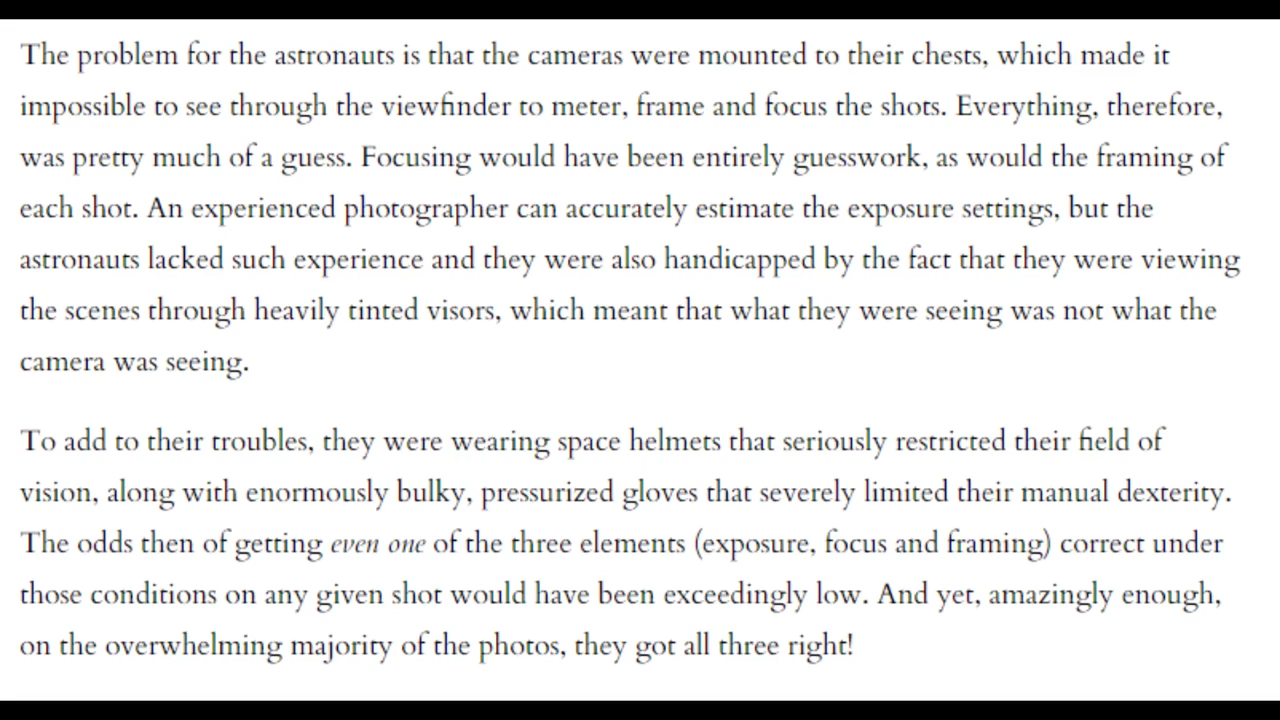 The problem for the astronauts is that the cameras were mounted to their chests, which made it
impossible to see through the viewfinder to meter, frame and focus the shots. Everything, therefore,
was pretty much of a guess. Focusing would have been entirely guesswork, as would the framing of
each shot. An experienced photographer can accurately estimate the exposure settings, but the
astronauts lacked such experience and they were also handicapped by the fact that they were viewing
the scenes through heavily tinted visors, which meant that what they were seeing was not what the
camera was seeing.
To add to their troubles, they were wearing space helmets that seriously restricted their field of
vision, along with enormously bulky, pressurized gloves that severely limited their manual dexterity.
The odds then of getting even one of the three elements (exposure, focus and framing) correct under
those conditions on any given shot would have been exceedingly low. And yet, amazingly enough,
on the overwhelming majority of the photos, they got all three right!